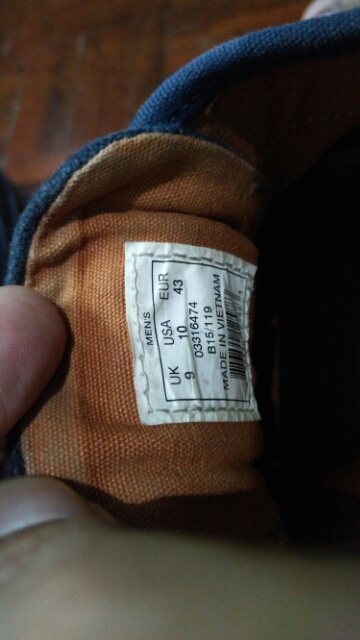 MEN'S
UK USA EUR
9 10 43
03316474
B15/119
MADE IN VIETNAM